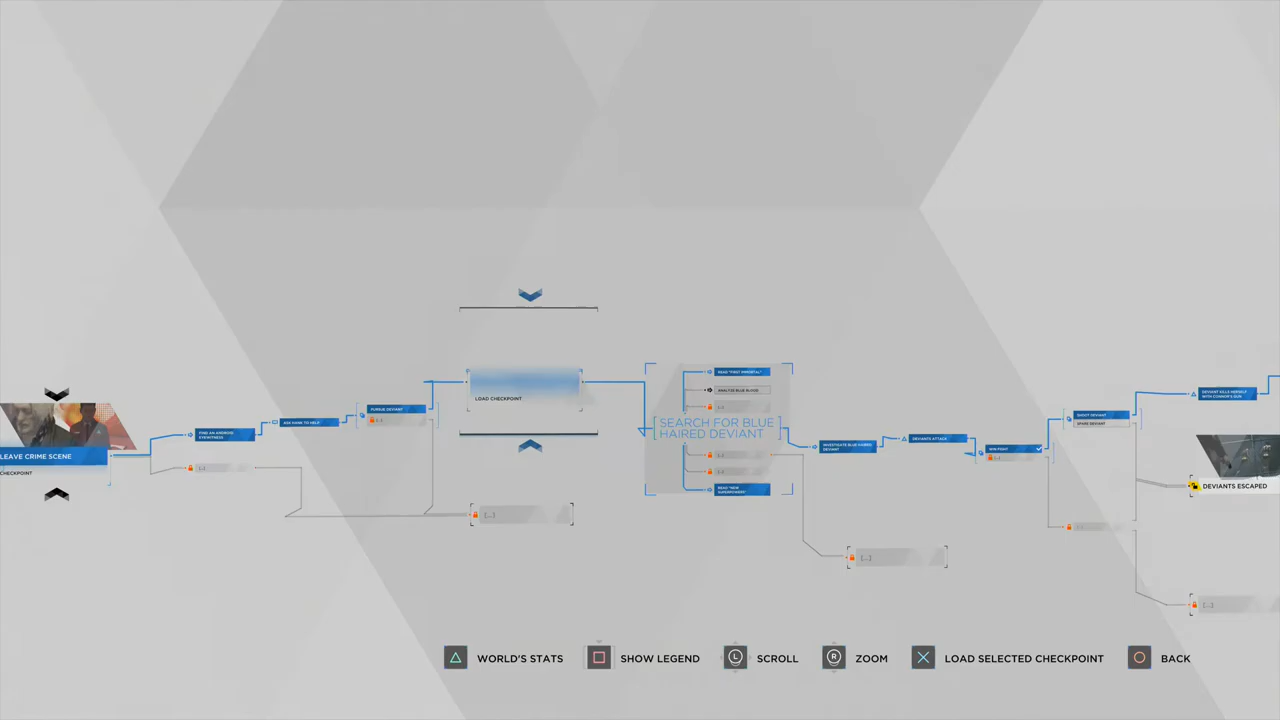 LEAVE CRIME SCENE
CHECKPOINT
FIND AN ANDROID
EYEWITNESS
[...]
ASK HANK TO HELP
PURSUE DEVIANT
[...]
LOAD CHECKPOINT
[...]
READ "FIRST IMMORTAL"
ANALYZE BLUE BLOOD
[...]
SEARCH FOR BLUE
HAIRED DEVIANT
[...]
[...]
READ "NEW
SUPERPOWER?"
INVESTIGATE BLUE HAIRED
DEVIANT
[...]
DEVIANTS ATTACK
WIN FIGHT
[...]
SHOOT DEVIANT
SPARE DEVIANT
[...]
DEVIANT KILLS HERSELF
WITH CONNOR'S GUN
DEVIANTS ESCAPED
[...]
WORLD'S STATS
SHOW LEGEND
L
SCROLL
R
ZOOM
LOAD SELECTED CHECKPOINT
BACK